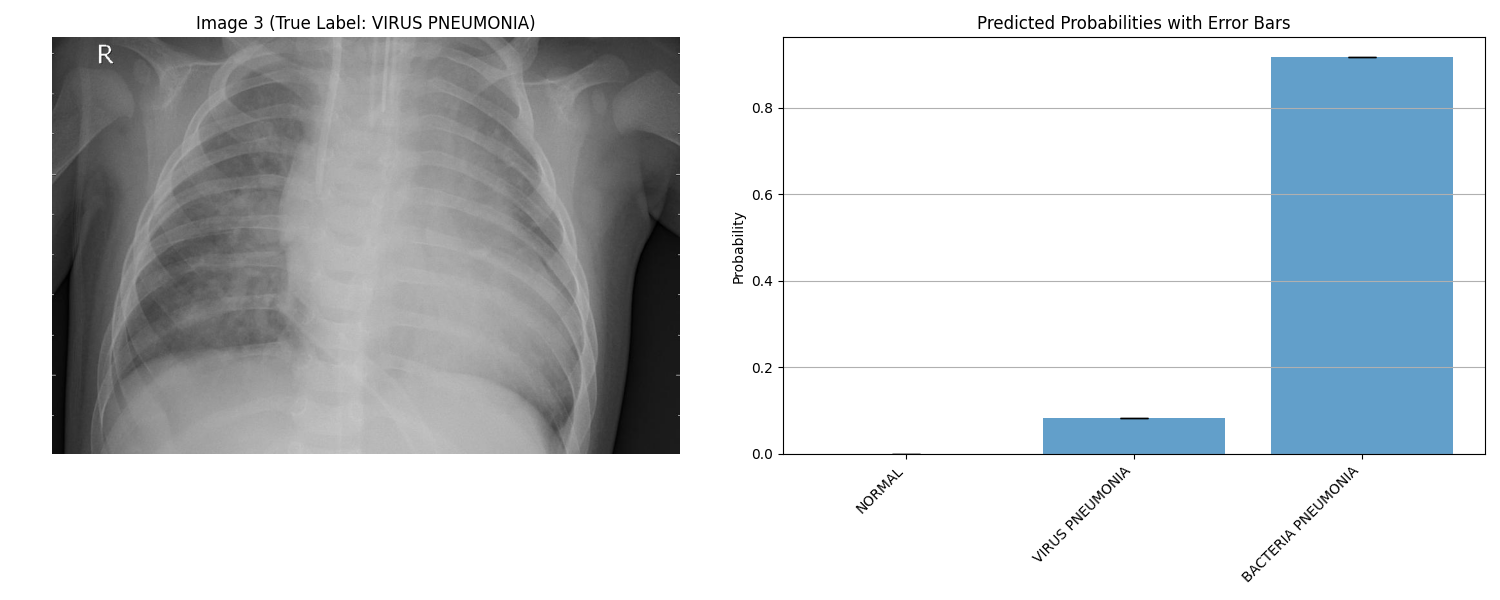 Image 3 (True Label: VIRUS PNEUMONIA)
R
Predicted Probabilities with Error Bars
Probability
0.8
0.6
0.4
0.2
0.0
NORMAL
VIRUS PNEUMONIA
BACTERIA PNEUMONIA